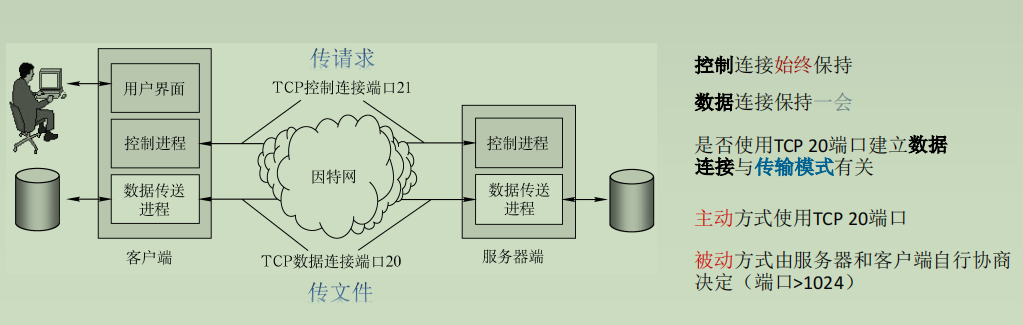 传请求
TCP控制连接端口21
用户界面
控制进程
数据传送
进程
客户端
因特网
控制进程
数据传送
进程
服务器端
TCP数据连接端口20
传文件
控制连接始终保持
数据连接保持一会
是否使用TCP 20端口建立数据
连接与传输模式有关
主动方式使用TCP 20端口
被动方式由服务器和客户端自行协商
决定（端口>1024）